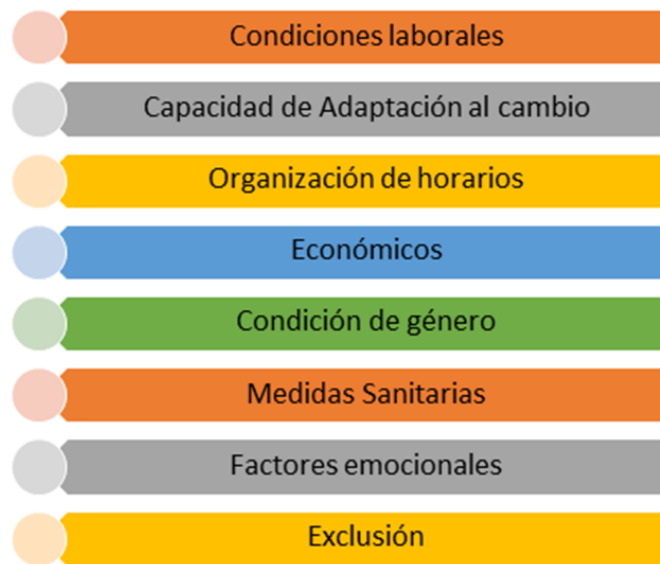 Condiciones laborales
Capacidad de Adaptación al cambio
Organización de horarios
Económicos
Condición de género
Medidas Sanitarias
Factores emocionales
Exclusión